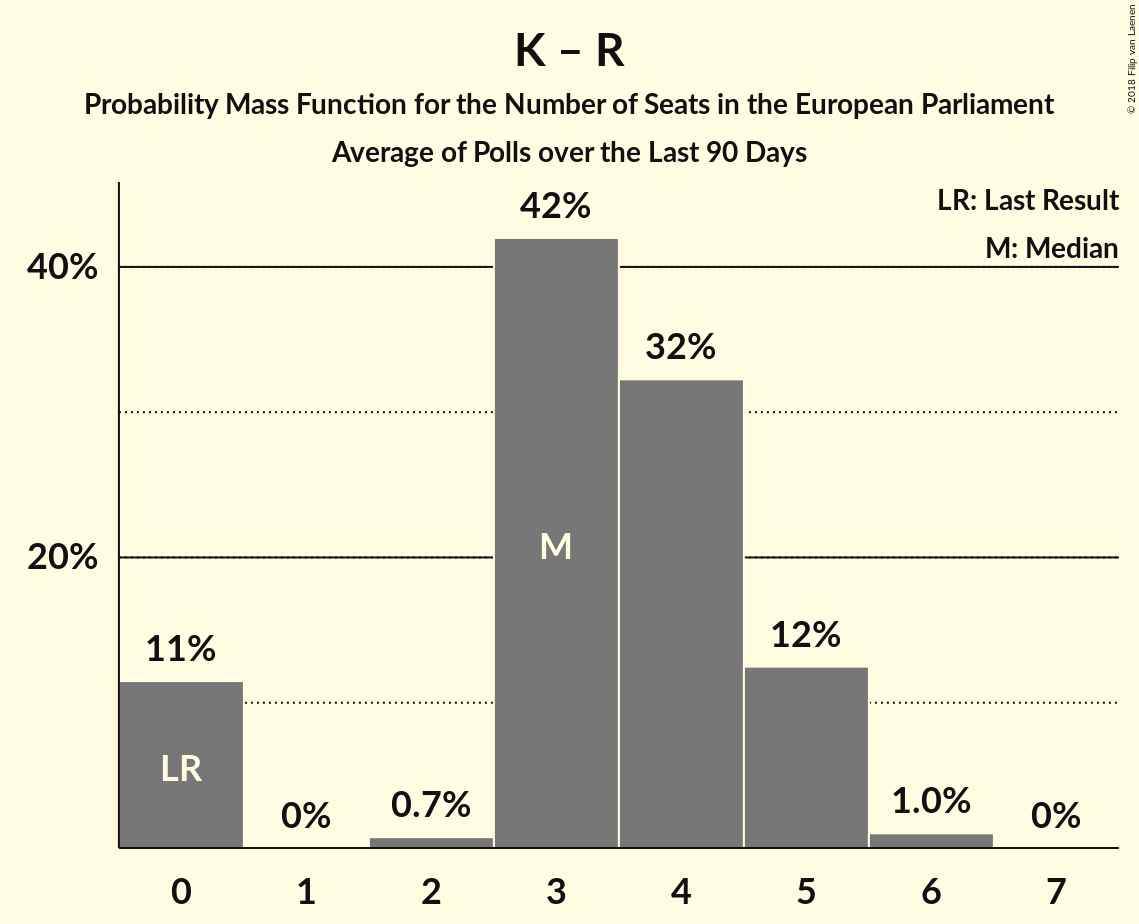 K – R
Probability Mass Function for the Number of Seats in the European Parliament
Average of Polls over the Last 90 Days
© 2018 Filip van Laenen
LR: Last Result
M: Median
40%
20%
11%
0%
0.7%
42%
32%
12%
1.0%
0%
LR
M
0 1 2 3 4 5 6 7